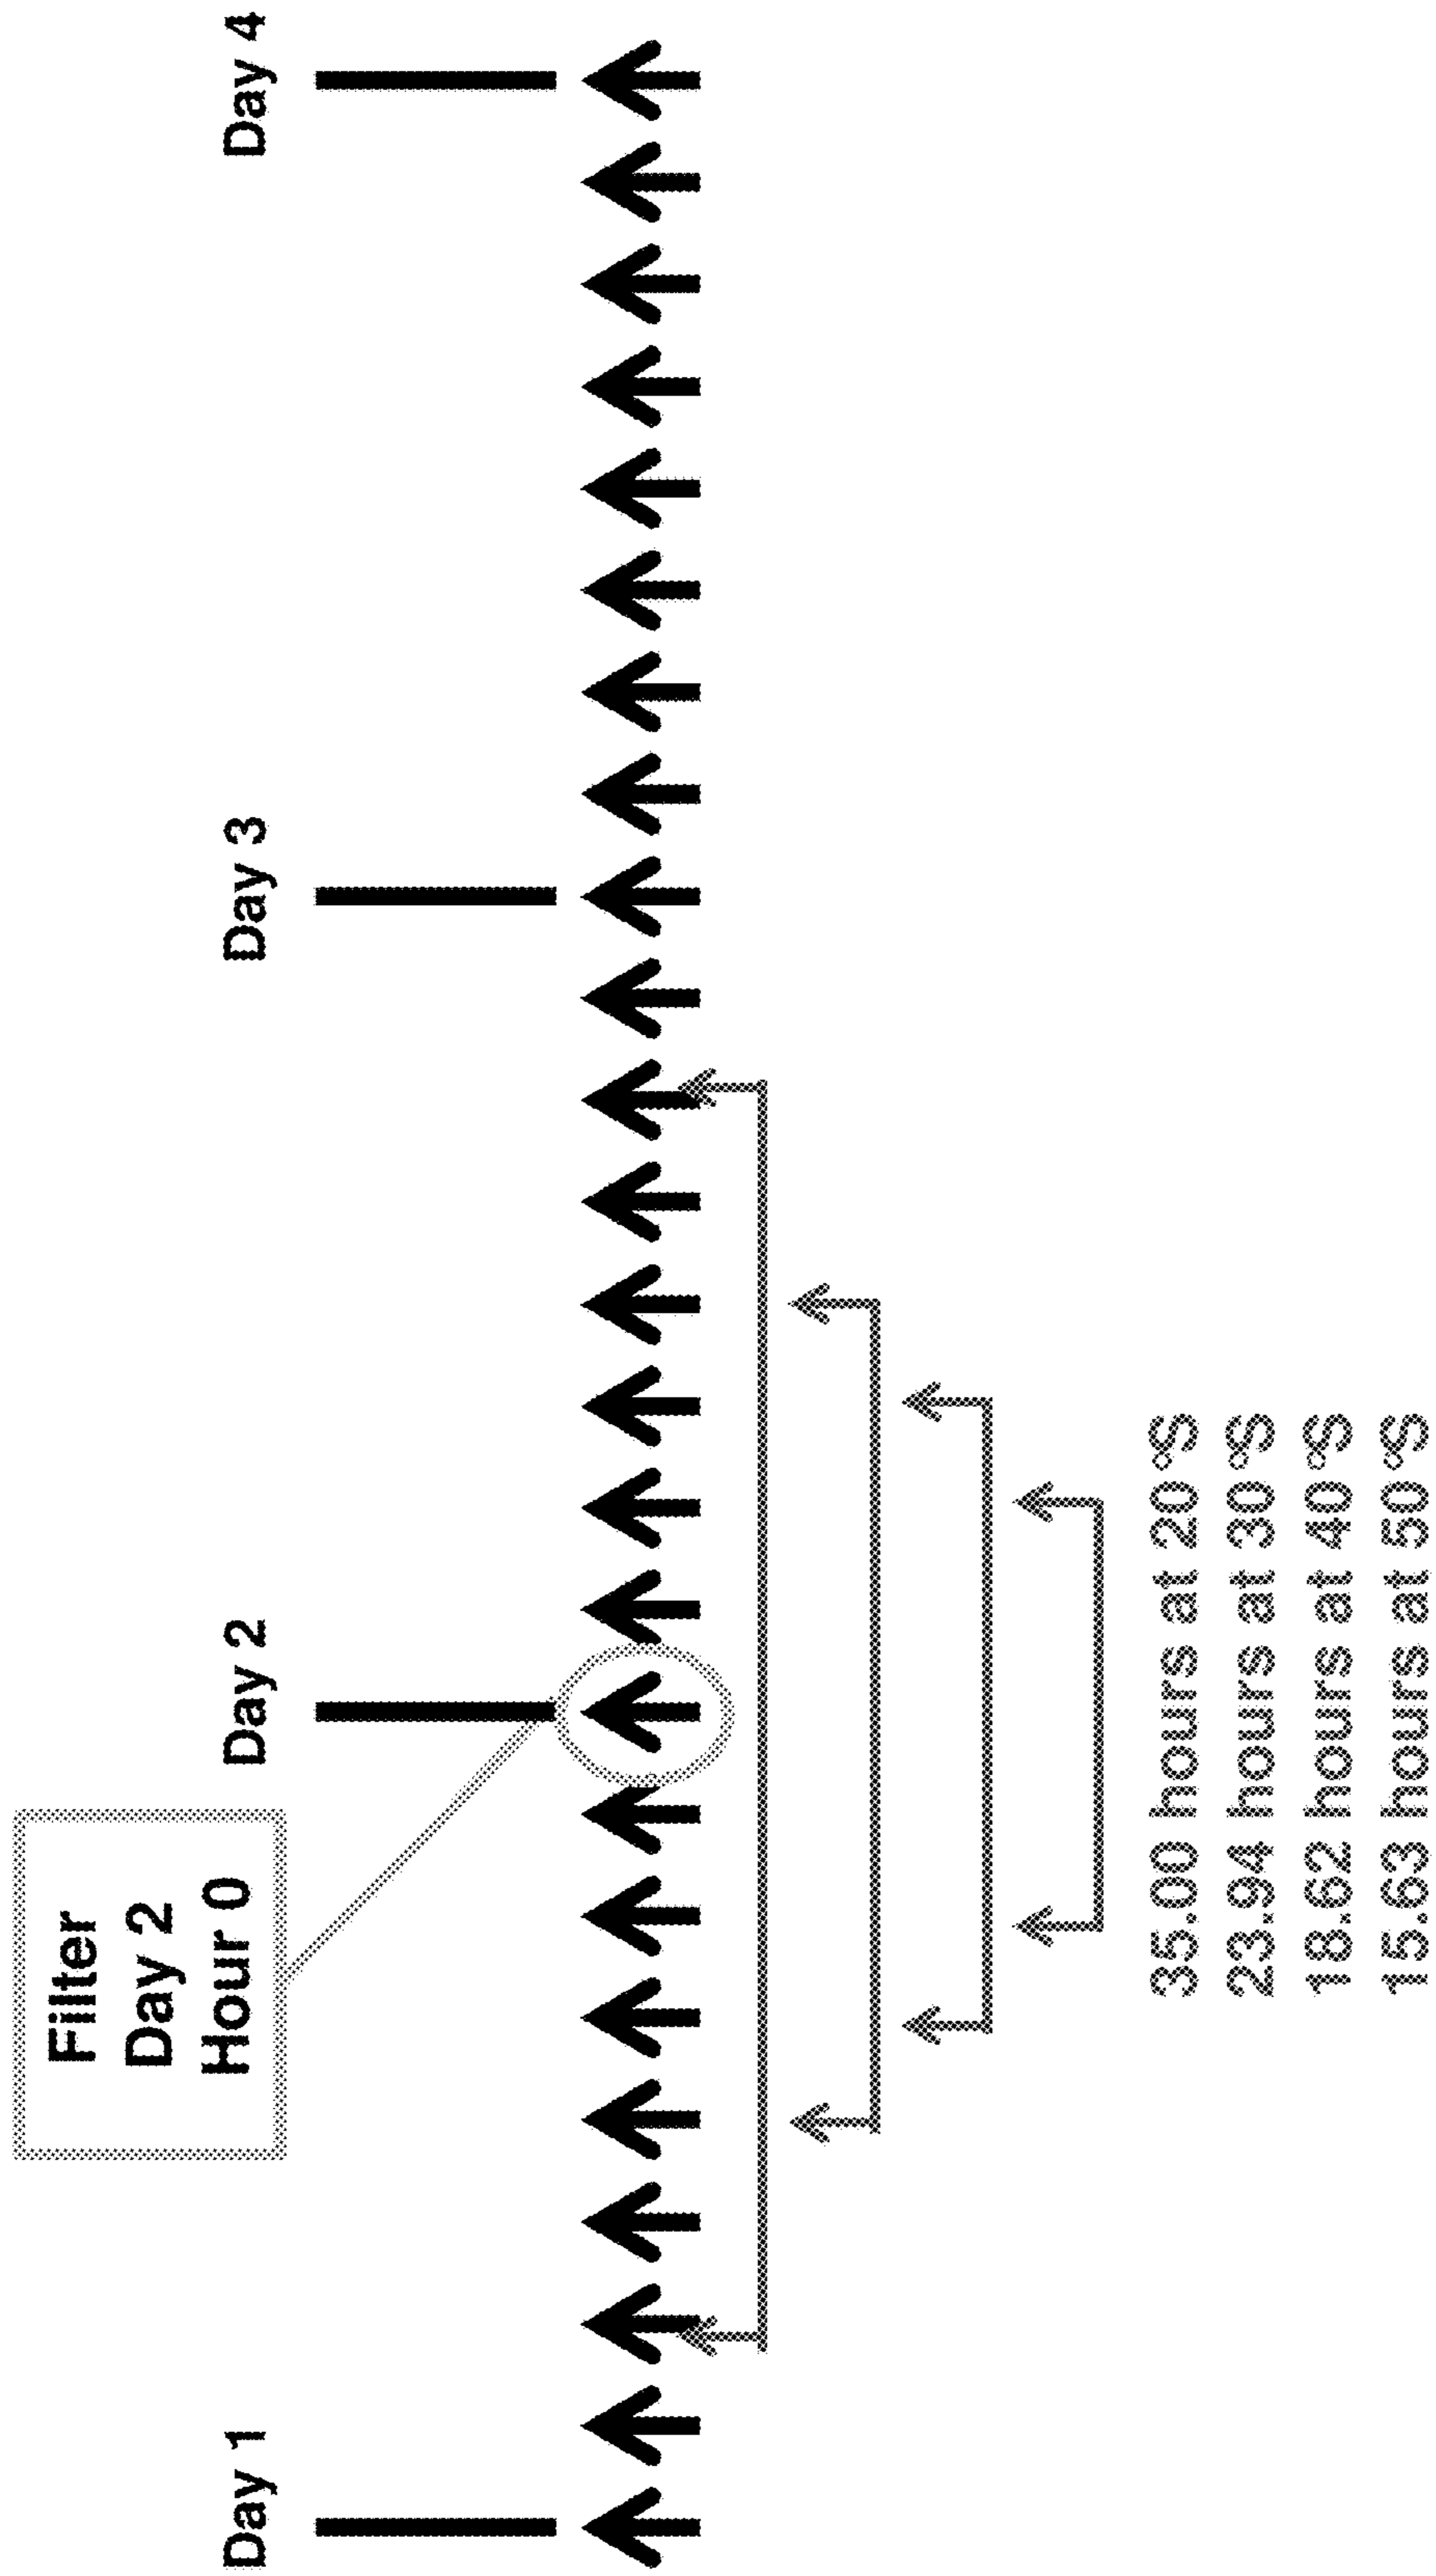 Filter
Day 2
Hour 0
Day 1
Day 2
Day 3
Day 4
35.00 hours at 20°S
23.94 hours at 30°S
18.62 hours at 40°S
15.63 hours at 50°S